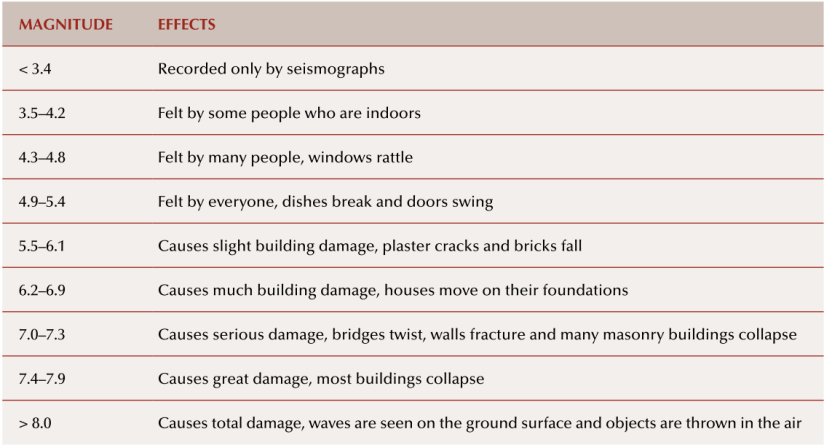 MAGNITUDE EFFECTS
< 3.4 Recorded only by seismographs
3.5–4.2 Felt by some people who are indoors
4.3–4.8 Felt by many people, windows rattle
4.9–5.4 Felt by everyone, dishes break and doors swing
5.5–6.1 Causes slight building damage, plaster cracks and bricks fall
6.2–6.9 Causes much building damage, houses move on their foundations
7.0–7.3 Causes serious damage, bridges twist, walls fracture and many masonry buildings collapse
7.4–7.9 Causes great damage, most buildings collapse
> 8.0 Causes total damage, waves are seen on the ground surface and objects are thrown in the air